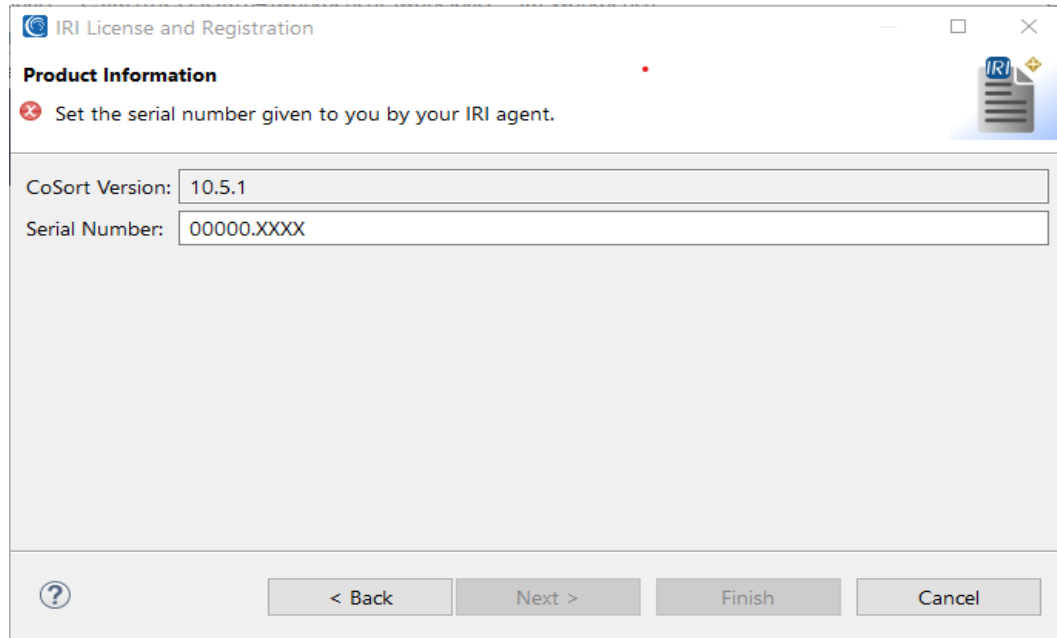 IRI License and Registration
Product Information
IRI
Set the serial number given to you by your IRI agent.
CoSort Version: 10.5.1
Serial Number: 00000.XXXX
? < Back Next > Finish Cancel